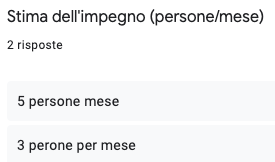 Stima dell'impegno (persone/mese)
2 risposte
5 persone mese
3 perone per mese